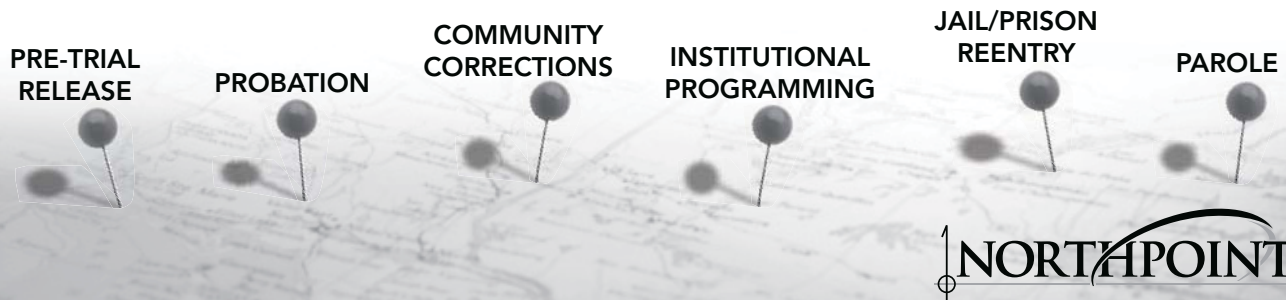 PRE-TRIAL
RELEASE
PROBATION
COMMUNITY
CORRECTIONS
INSTITUTIONAL
PROGRAMMING
JAIL/PRISON
REENTRY
PAROLE
NORTHPOINT